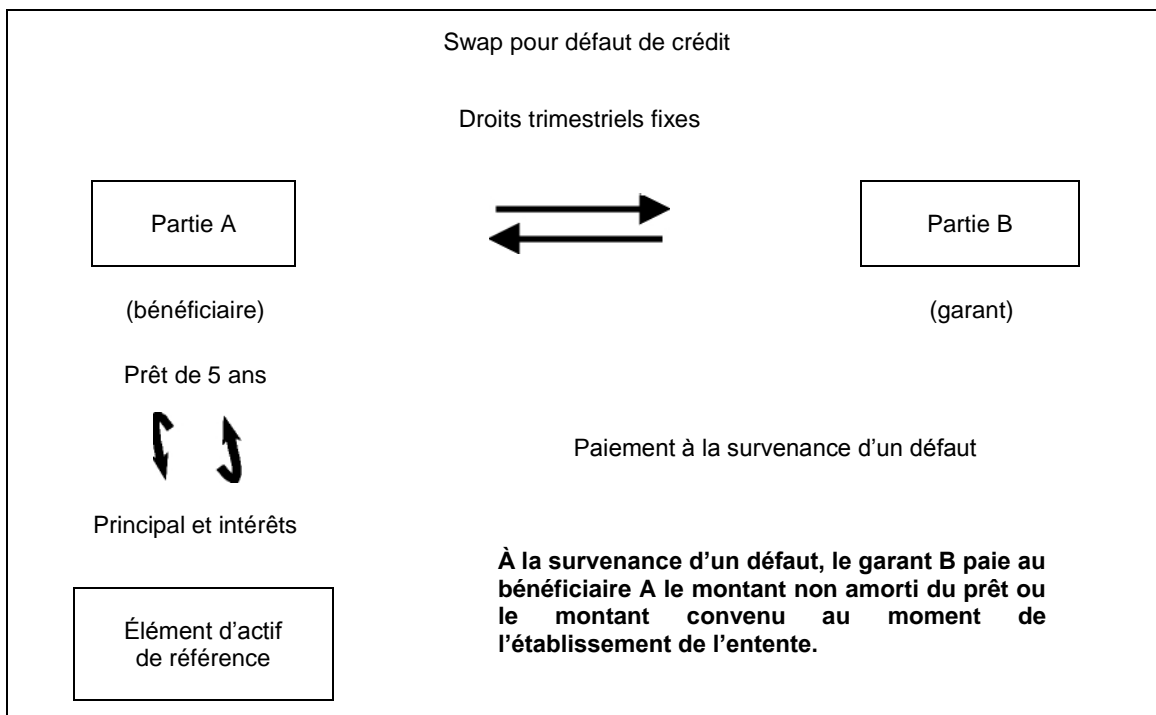 Swap pour défaut de crédit
Droits trimestriels fixes
Partie A
Partie B
(bénéficiaire)
(garant)
Prêt de 5 ans
Paiement à la survenance d’un défaut
Principal et intérêts
À la survenance d’un défaut, le garant B paie au
bénéficiaire A le montant non amorti du prêt ou
le montant convenu au moment de
l’établissement de l’entente.
Élément d’actif
de référence